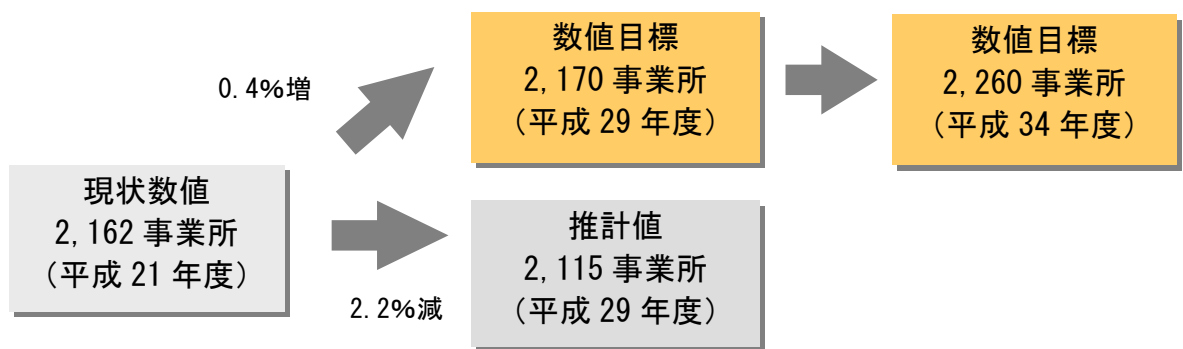 現状数値
2,162 事業所
(平成 21 年度)
0.4%増
数値目標
2,170 事業所
(平成 29 年度)
数値目標
2,260 事業所
(平成 34 年度)
2.2%減
推計値
2,115 事業所
(平成 29 年度)